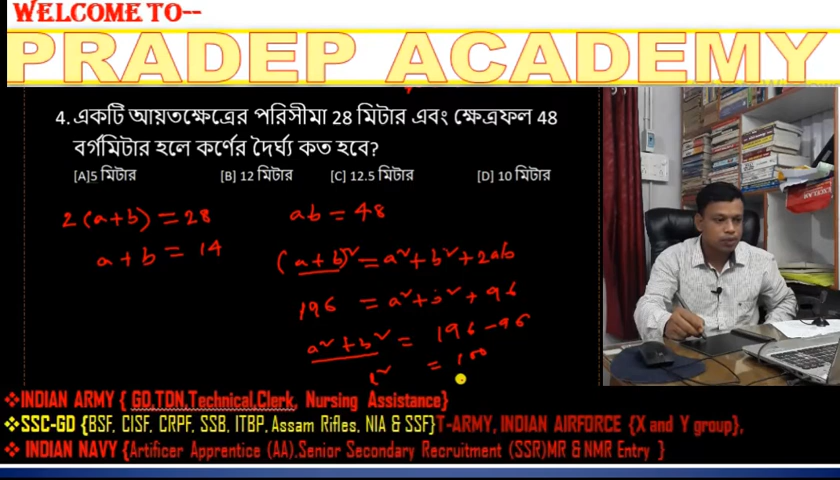 WELCOME TO--
PRADEP ACADEMY
4. একটি আয়তক্ষেত্রের পরিসীমা 28 মিটার এবং ক্ষেত্রফল 48
বর্গমিটার হলে কর্ণের দৈর্ঘ্য কত হবে?
[A]5 মিটার [B] 12 মিটার [C] 12.5 মিটার [D] 10 মিটার
2(a+b) = 28 ab = 48
a+b = 14 (a+b)² = a²+b²+2ab
196 = a²+b²+96
a²+b² = 196-96
= 100
INDIAN ARMY { GD,TDN,Technical,Clerk, Nursing Assistance}
SSC-GD {BSF, CISF, CRPF, SSB, ITBP, Assam Rifles, NIA & SSF}T-ARMY, INDIAN AIRFORCE {X and Y group},
INDIAN NAVY {Artificer Apprentice (AA).Senior Secondary Recruitment (SSR)MR & NMR Entry }